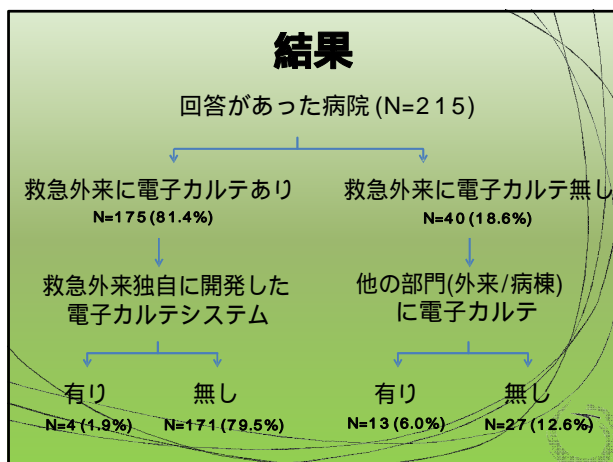 結果
回答があった病院(N=215)
救急外来に電子カルテあり
N=175(81.4%)
救急外来に電子カルテ無し
N=40(18.6%)
救急外来独自に開発した
電子カルテシステム
他の部門(外来/病棟)
に電子カルテ
有り
N=4(1.9%)
無し
N=171(79.5%)
有り
N=13(6.0%)
無し
N=27(12.6%)